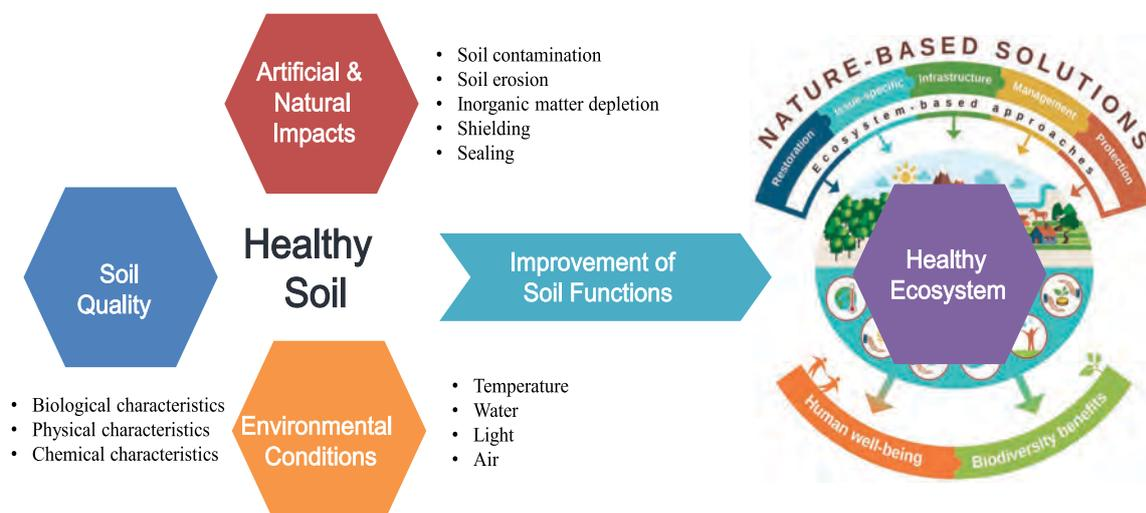 Artificial &
Natural
Impacts
• Soil contamination
• Soil erosion
• Inorganic matter depletion
• Shielding
• Sealing
Soil
Quality
• Biological characteristics
• Physical characteristics
• Chemical characteristics
Healthy
Soil
Environmental
Conditions
• Temperature
• Water
• Light
• Air
Improvement of
Soil Functions
NATURE-BASED SOLUTIONS
Restoration
Issue-specific
Infrastructure
Management
Protection
Ecosystem-based approaches
Healthy
Ecosystem
Human well-being
Biodiversity benefits